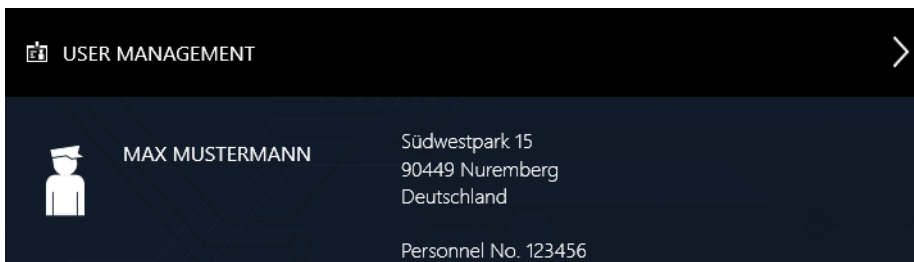 USER MANAGEMENT
MAX MUSTERMANN
Südwestpark 15
90449 Nuremberg
Deutschland
Personnel No. 123456